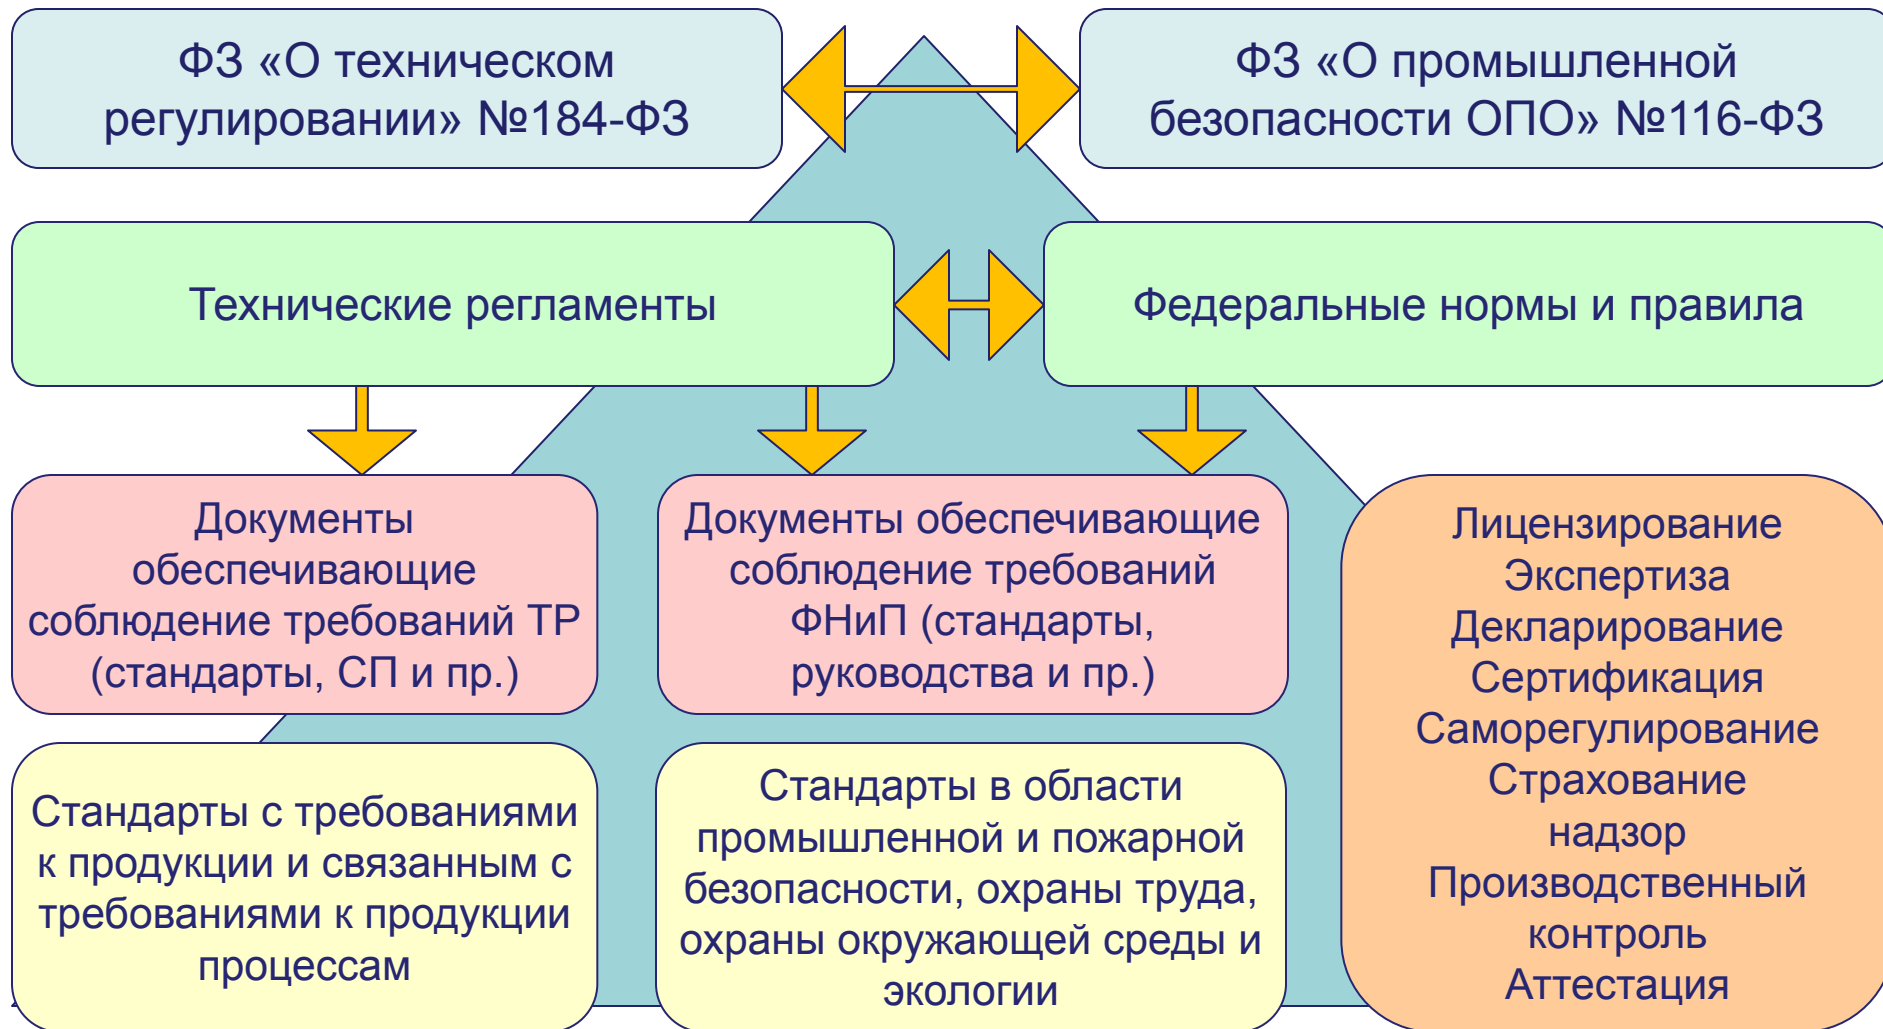 ФЗ «О техническом
регулировании» №184-ФЗ
ФЗ «О промышленной
безопасности ОПО» №116-ФЗ
Технические регламенты
Федеральные нормы и правила
Документы
обеспечивающие
соблюдение требований ТР
(стандарты, СП и пр.)
Документы обеспечивающие
соблюдение требований
ФНиП (стандарты,
руководства и пр.)
Лицензирование
Экспертиза
Декларирование
Сертификация
Саморегулирование
Страхование
надзор
Производственный
контроль
Аттестация
Стандарты с требованиями
к продукции и связанным с
требованиями к продукции
процессам
Стандарты в области
промышленной и пожарной
безопасности, охраны труда,
охраны окружающей среды и
экологии